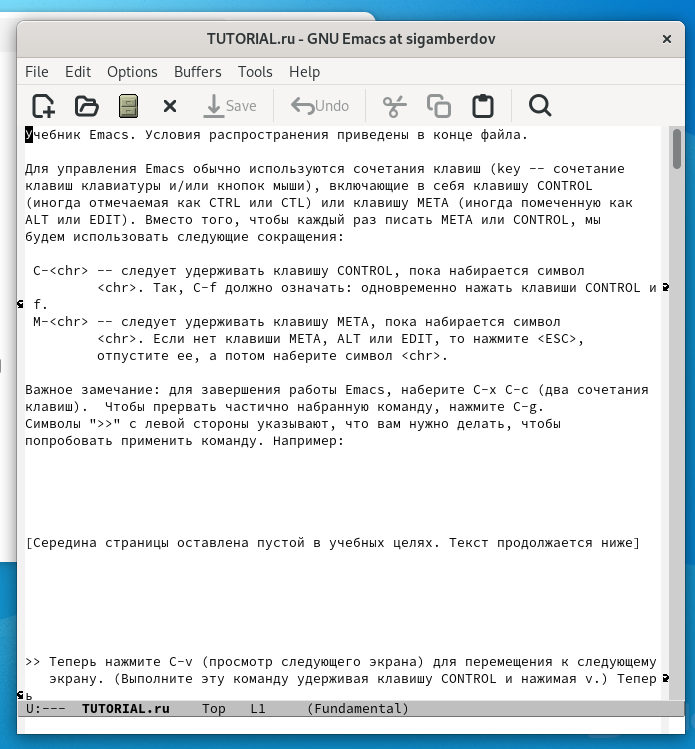 TUTORIAL.ru - GNU Emacs at sigamberdov
File Edit Options Buffers Tools Help
Save Undo
Учебник Emacs. Условия распространения приведены в конце файла.
Для управления Emacs обычно используются сочетания клавиш (key -- сочетание
клавиш клавиатуры и/или кнопок мыши), включающие в себя клавишу CONTROL
(иногда отмечаемая как CTRL или CTL) или клавишу META (иногда помеченную как
ALT или EDIT). Вместо того, чтобы каждый раз писать META или CONTROL, мы
будем использовать следующие сокращения:
C-<chr> -- следует удерживать клавишу CONTROL, пока набирается символ
<chr>. Так, C-f должно означать: одновременно нажать клавиши CONTROL и
f.
M-<chr> -- следует удерживать клавишу META, пока набирается символ
<chr>. Если нет клавиши META, ALT или EDIT, то нажмите <ESC>,
отпустите ее, а потом наберите символ <chr>.
Важное замечание: для завершения работы Emacs, наберите C-x C-c (два сочетания
клавиш).  Чтобы прервать частично набранную команду, нажмите C-g.
Символы ">>" с левой стороны указывают, что вам нужно делать, чтобы
попробовать применить команду. Например:
[Середина страницы оставлена пустой в учебных целях. Текст продолжается ниже]
>> Теперь нажмите C-v (просмотр следующего экрана) для перемещения к следующему
экрану. (Выполните эту команду удерживая клавишу CONTROL и нажимая v.) Тепер
ь
U:--- TUTORIAL.ru Top L1 (Fundamental)